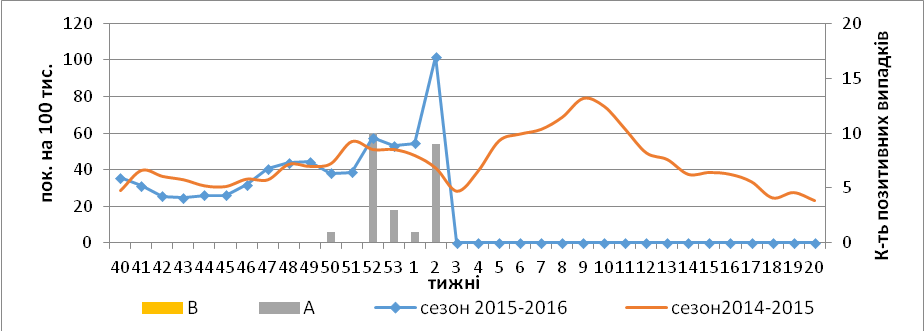 пок. на 100 тис.
120
100
80
60
40
20
0
20
15
10
5
0
К-ть позитивних випадків
40 41 42 43 44 45 46 47 48 49 50 51 52 53 1 2 3 4 5 6 7 8 9 10 11 12 13 14 15 16 17 18 19 20
тижні
В А сезон 2015-2016 сезон2014-2015